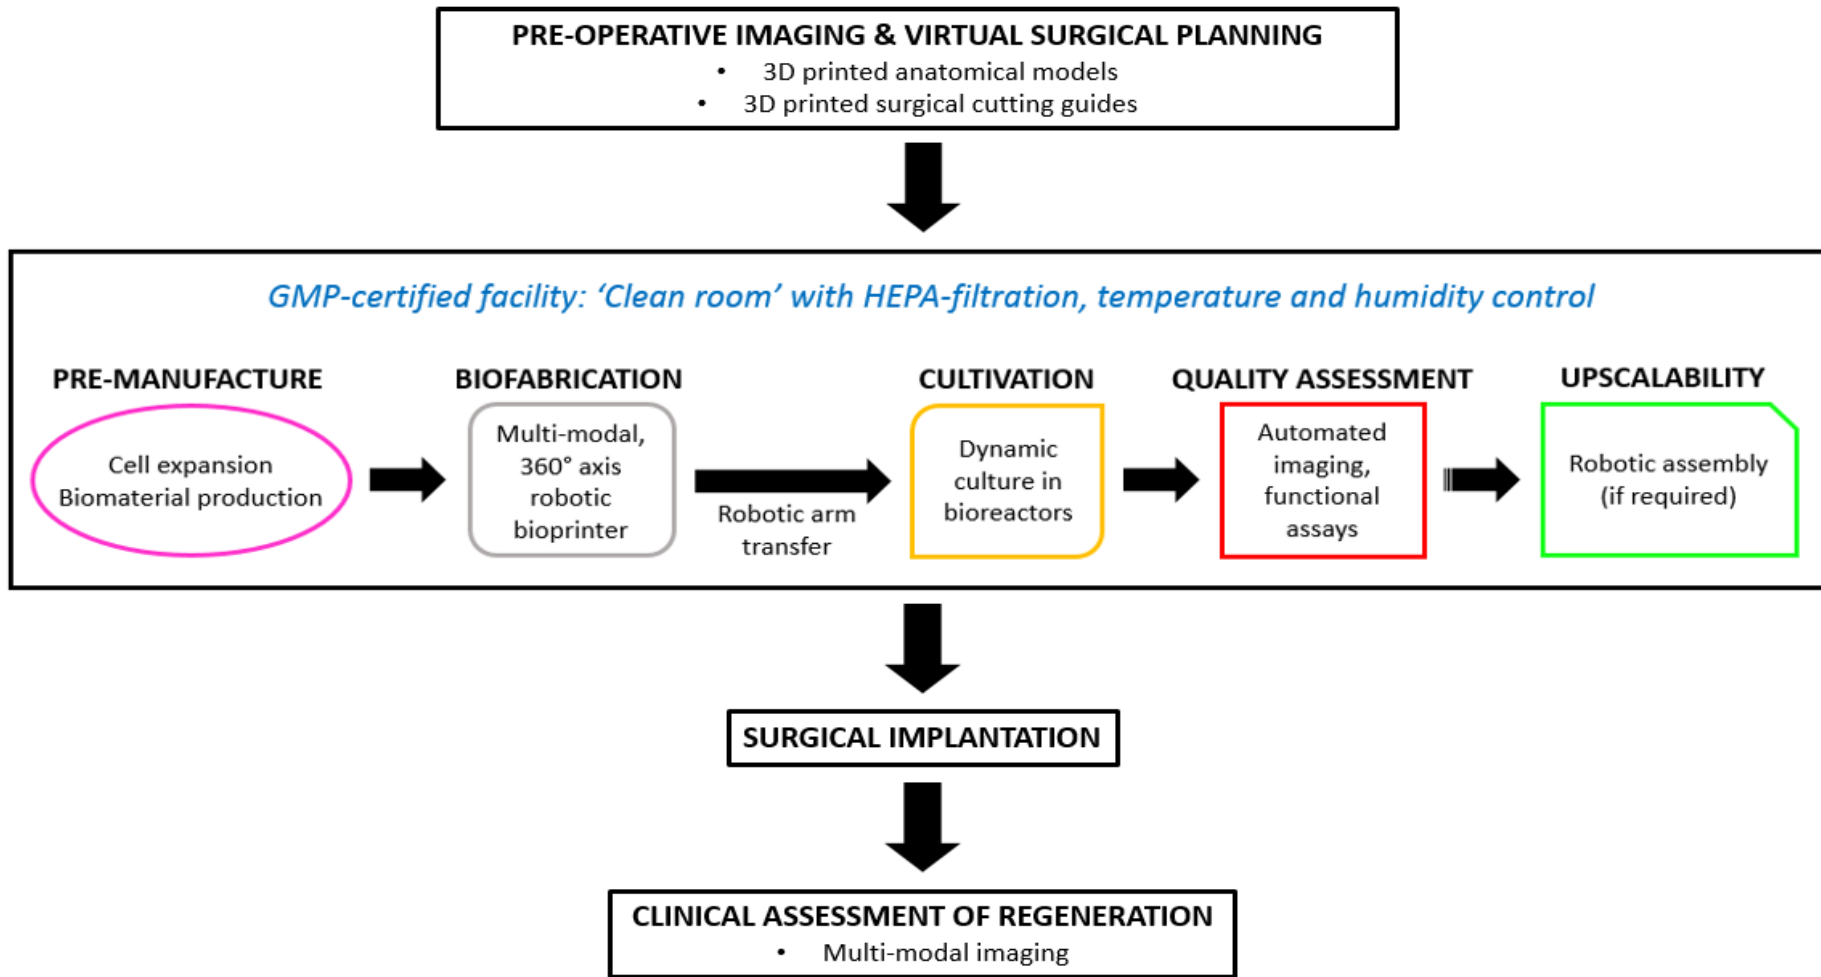 PRE-OPERATIVE IMAGING & VIRTUAL SURGICAL PLANNING
• 3D printed anatomical models
• 3D printed surgical cutting guides
GMP-certified facility: ‘Clean room’ with HEPA-filtration, temperature and humidity control
PRE-MANUFACTURE
Cell expansion
Biomaterial production
BIOFABRICATION
Multi-modal,
360° axis
robotic
bioprinter
Robotic arm
transfer
CULTIVATION
Dynamic
culture in
bioreactors
QUALITY ASSESSMENT
Automated
imaging,
functional
assays
UPSCALABILITY
Robotic assembly
(if required)
SURGICAL IMPLANTATION
CLINICAL ASSESSMENT OF REGENERATION
• Multi-modal imaging